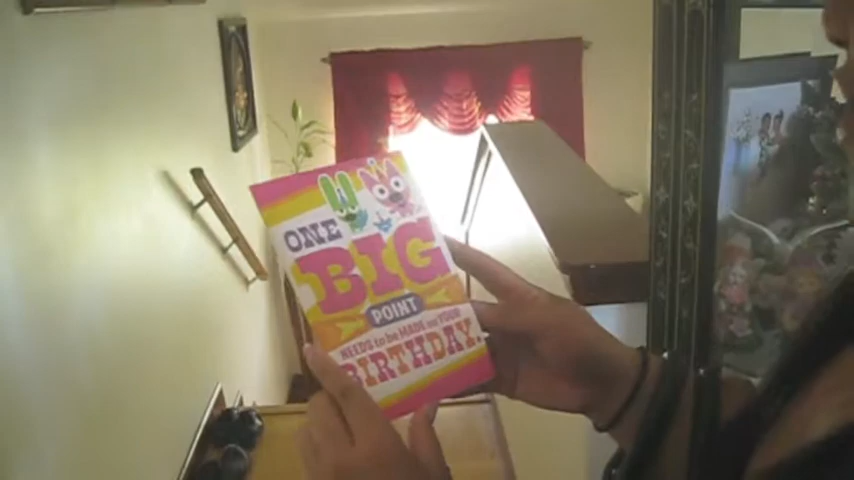 ONE
BIG
POINT
NEEDS to be MADE on YOUR
BIRTHDAY.